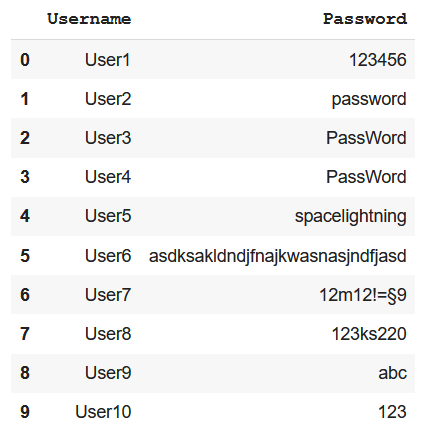 Username Password
0 User1 123456
1 User2 password
2 User3 PassWord
3 User4 PassWord
4 User5 spacelightning
5 User6 asdksakldndjfnajkwasnasjndfjasd
6 User7 12m12!=§9
7 User8 123ks220
8 User9 abc
9 User10 123